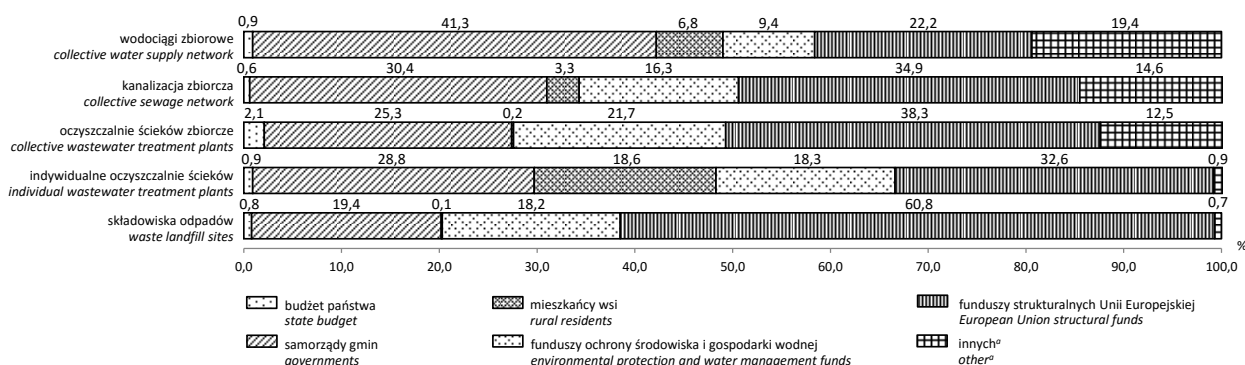 0,9 41,3 6,8 9,4 22,2 19,4
wodociągi zbiorowe
collective water supply network
0,6 30,4 3,3 16,3 34,9 14,6
kanalizacja zbiorcza
collective sewage network
2,1 25,3 0,2 21,7 38,3 12,5
oczyszczalnie ścieków zbiorcze
collective wastewater treatment plants
0,9 28,8 18,6 18,3 32,6 0,9
indywidualne oczyszczalnie ścieków
individual wastewater treatment plants
0,8 19,4 0,1 18,2 60,8 0,7
składowiska odpadów
waste landfill sites
%
0,0 10,0 20,0 30,0 40,0 50,0 60,0 70,0 80,0 90,0 100,0
budżet państwa
state budget
mieszkańcy wsi
rural residents
funduszy strukturalnych Unii Europejskiej
European Union structural funds
samorządy gmin
governments
funduszy ochrony środowiska i gospodarki wodnej
environmental protection and water management funds
innychᵃ
otherᵃ